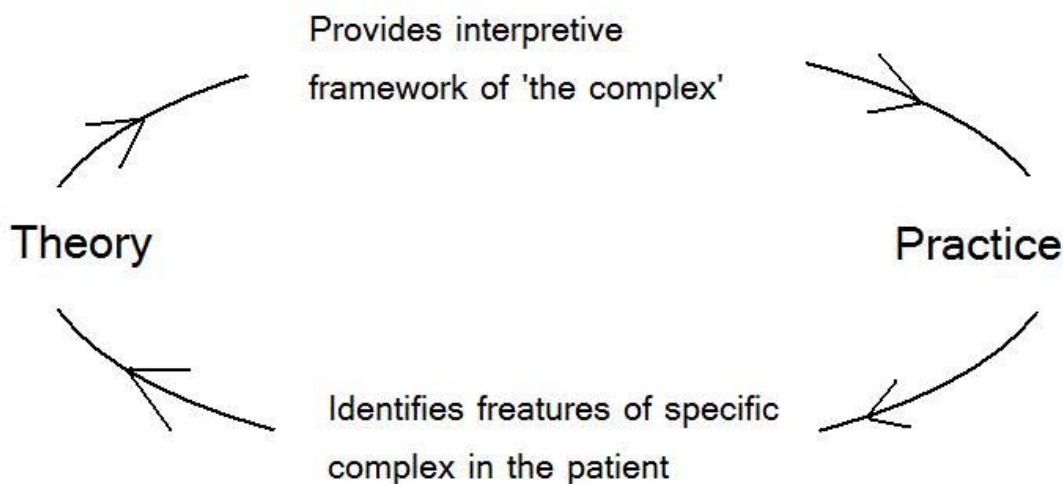 Provides interpretive
framework of 'the complex'
Theory
Practice
Identifies freatures of specific
complex in the patient